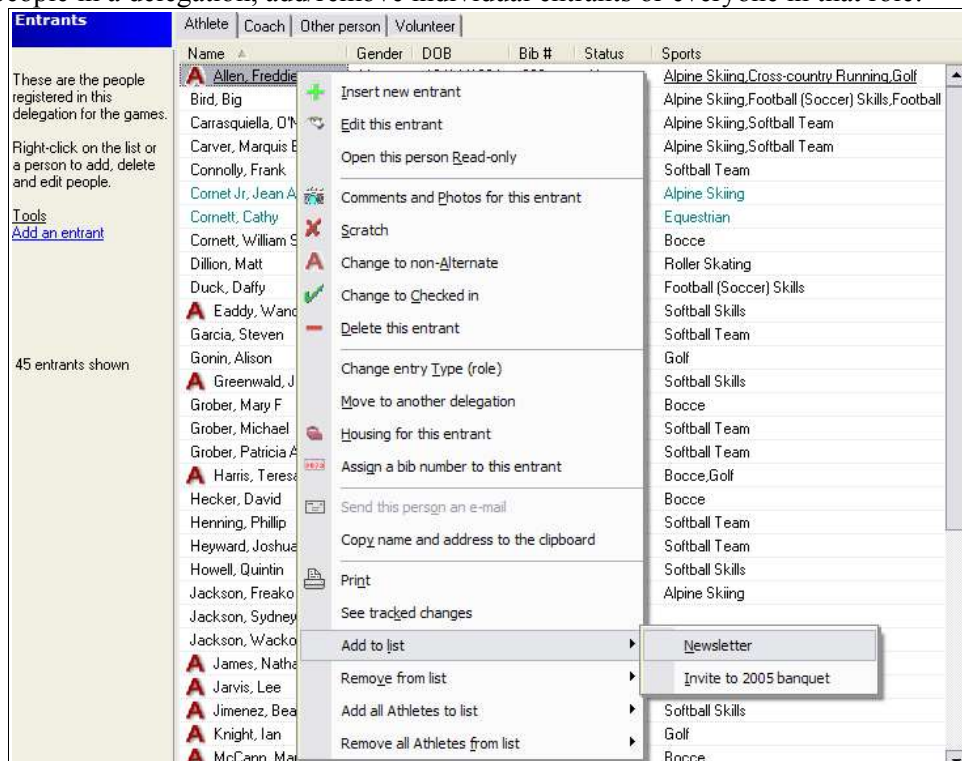 eople in a delegation, add/remove individual entrants or everyone in that role.
Entrants
These are the people
registered in this
delegation for the games.
Right-click on the list or
a person to add, delete
and edit people.
Tools
Add an entrant
45 entrants shown
Athlete Coach Other person Volunteer
Name Gender DOB Bib # Status Sports
A Allen, Freddie Alpine Skiing,Cross-country Running,Golf
Bird, Big Alpine Skiing,Football (Soccer) Skills,Football
Carrasquiella, O'N Alpine Skiing,Softball Team
Carver, Marquis E Alpine Skiing,Softball Team
Connolly, Frank Softball Team
Cornet Jr, Jean A Alpine Skiing
Cornett, Cathy Equestrian
Cornett, William S Bocce
Dillion, Matt Roller Skating
Duck, Daffy Football (Soccer) Skills
A Eaddy, Wand Softball Skills
Garcia, Steven Softball Team
Gonin, Alison Golf
A Greenwald, J Softball Skills
Grober, Mary F Bocce
Grober, Michael Softball Team
Grober, Patricia A Softball Team
A Harris, Teresa Bocce,Golf
Hecker, David Bocce
Henning, Phillip Softball Team
Heyward, Joshua Softball Team
Howell, Quintin Softball Skills
Jackson, Freako Alpine Skiing
Jackson, Sydney
Jackson, Wacko
A James, Natha
A Jarvis, Lee
A Jimenez, Bea Softball Skills
A Knight, Ian Golf
A McCann, Mar Bocce
Insert new entrant
Edit this entrant
Open this person Read-only
Comments and Photos for this entrant
Scratch
A Change to non-Alternate
Change to Checked in
Delete this entrant
Change entry Type (role)
Move to another delegation
Housing for this entrant
Assign a bib number to this entrant
Send this person an e-mail
Copy name and address to the clipboard
Print
See tracked changes
Add to list
Remove from list
Add all Athletes to list
Remove all Athletes from list
Newsletter
Invite to 2005 banquet